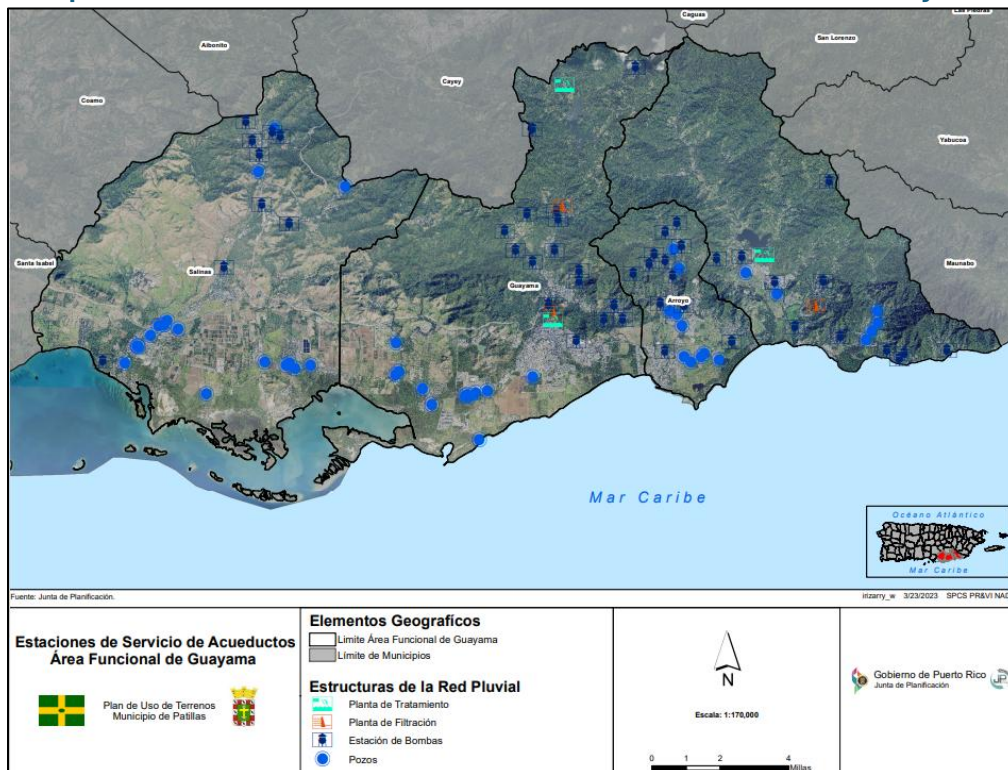 Caguas
Las Piedras
San Lorenzo
Aibonito
Cayey
Coamo
Yabucoa
Santa Isabel
Salinas
Maunabo
Guayama
Arroyo
Mar Caribe
Océano Atlántico
Mar Caribe
Fuente: Junta de Planificación.
irizarry_w 3/23/2023 SPCS PR&VI NAD
Estaciones de Servicio de Acueductos
Área Funcional de Guayama
Plan de Uso de Terrenos
Municipio de Patillas
Elementos Geograficos
Limite Área Funcional de Guayama
Límite de Municipios
Estructuras de la Red Pluvial
Planta de Tratamiento
Planta de Filtración
Estación de Bombas
Pozos
N
Escala: 1:170,000
0 1 2 4
Millas
Gobierno de Puerto Rico
Junta de Planificación
JP